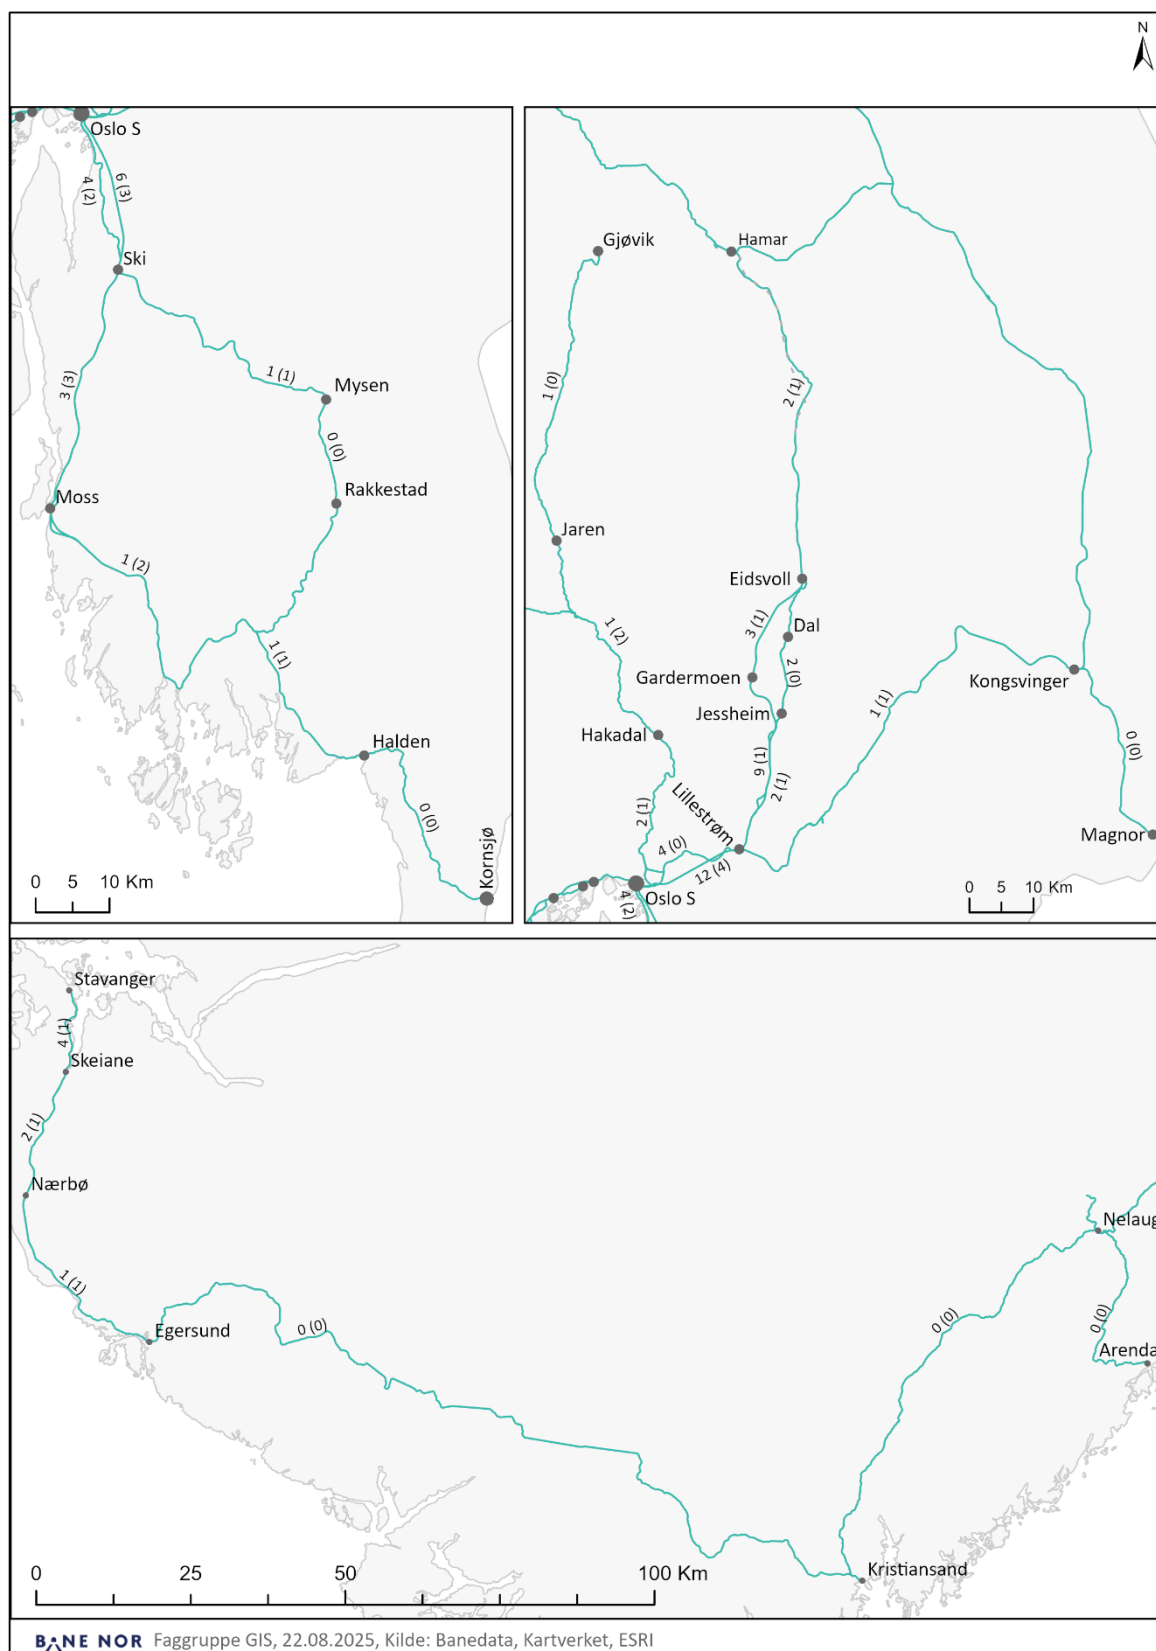 N
Oslo S
4 (2)
6 (3)
Ski
3 (3)
1 (1)
Mysen
0 (0)
Rakkestad
Moss
1 (2)
1 (1)
Halden
0 (0)
Kornsjø
0 5 10 Km
Gjøvik
Hamar
1 (0)
2 (1)
Jaren
Eidsvoll
1 (2)
3 (1)
Dal
2 (0)
Gardermoen
Kongsvinger
Jessheim
1 (1)
Hakadal
9 (1)
0 (0)
2 (1)
2 (1)
Lillestrøm
Magnor
4 (0)
12 (4)
Oslo S
4 (2)
0 5 10 Km
Stavanger
4 (1)
Skeiane
2 (1)
Nærbø
Nelaug
1 (1)
Egersund
0 (0)
0 (0)
0 (0)
Arenda
Kristiansand
0 25 50 100 Km
BANE NOR Faggruppe GIS, 22.08.2025, Kilde: Banedata, Kartverket, ESRI